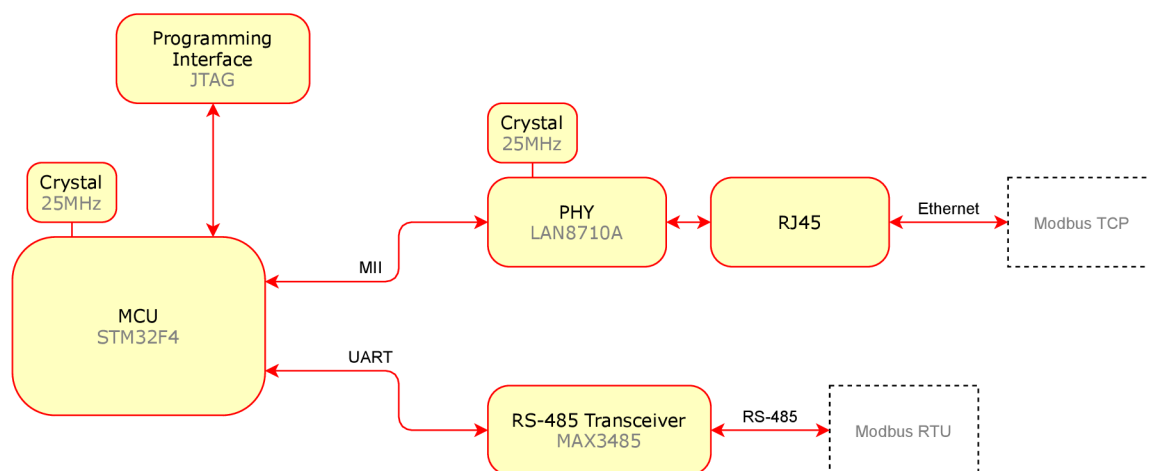 Programming
Interface
JTAG
Crystal
25MHz
Crystal
25MHz
PHY
LAN8710A
RJ45
Ethernet
Modbus TCP
MII
MCU
STM32F4
UART
RS-485 Transceiver
MAX3485
RS-485
Modbus RTU